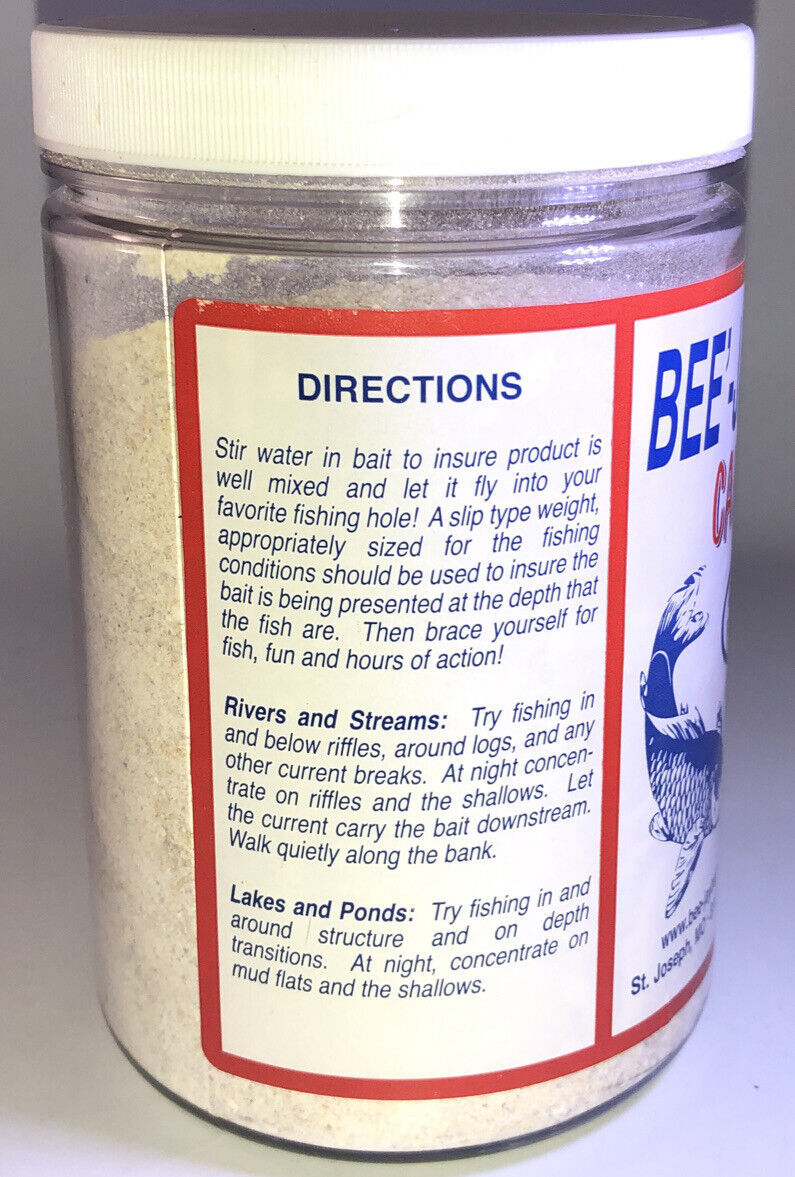 DIRECTIONS
Stir water in bait to insure product is
well mixed and let it fly into your
favorite fishing hole! A slip type weight,
appropriately sized for the fishing
conditions should be used to insure the
bait is being presented at the depth that
the fish are. Then brace yourself for
fish, fun and hours of action!
Rivers and Streams: Try fishing in
and below riffles, around logs, and any
other current breaks. At night concen-
trate on riffles and the shallows. Let
the current carry the bait downstream.
Walk quietly along the bank.
Lakes and Ponds: Try fishing in and
around structure and on depth
transitions. At night, concentrate on
mud flats and the shallows.
BEE'-
CA
www.bee-
St. Joseph, MO